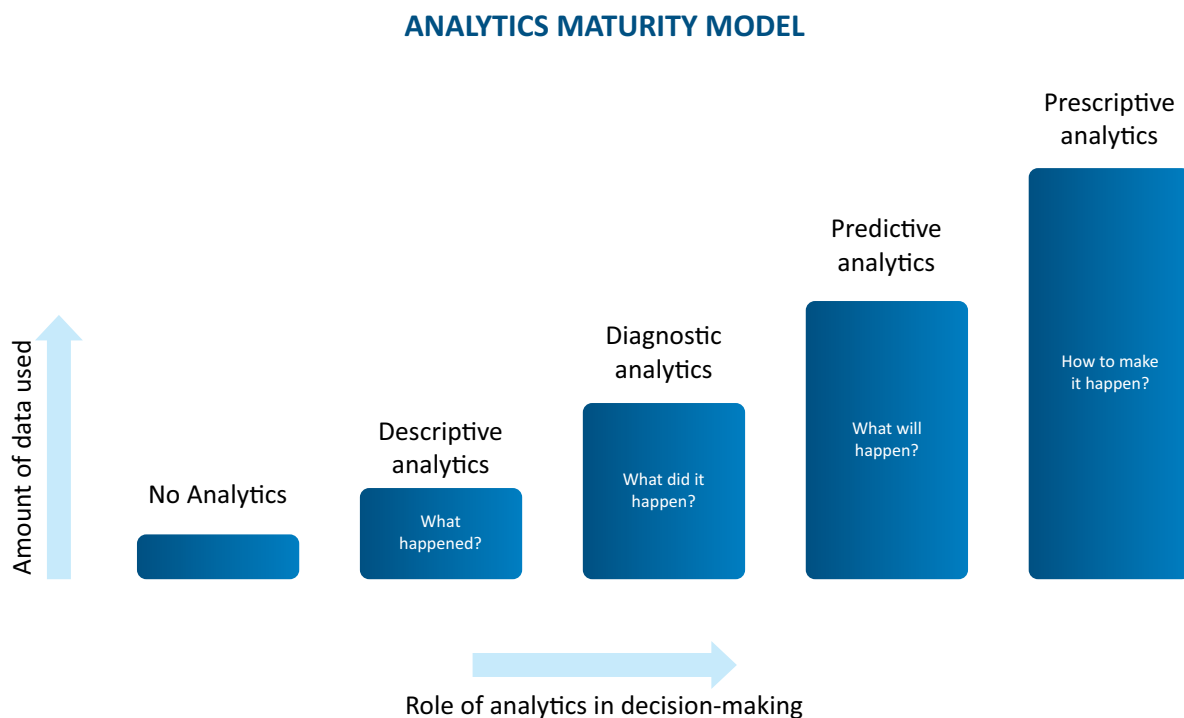 ANALYTICS MATURITY MODEL
Prescriptive
analytics
Predictive
analytics
Diagnostic
analytics
Descriptive
analytics
No Analytics
What
happened?
What did it
happen?
What will
happen?
How to make
it happen?
Amount of data used
Role of analytics in decision-making